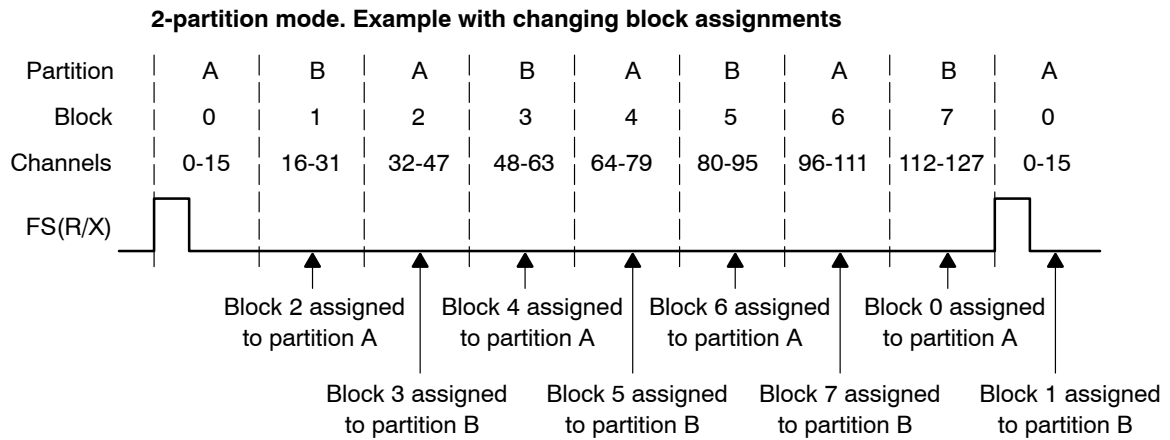 2-partition mode. Example with changing block assignments
Partition A B A B A B A B A
Block 0 1 2 3 4 5 6 7 0
Channels 0-15 16-31 32-47 48-63 64-79 80-95 96-111 112-127 0-15
FS(R/X)
Block 2 assigned
to partition A
Block 4 assigned
to partition A
Block 6 assigned
to partition A
Block 0 assigned
to partition A
Block 3 assigned
to partition B
Block 5 assigned
to partition B
Block 7 assigned
to partition B
Block 1 assigned
to partition B